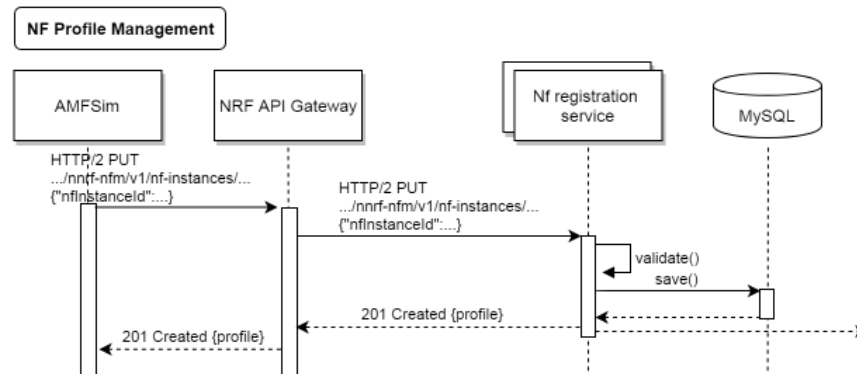 NF Profile Management
AMFSim
NRF API Gateway
Nf registration
service
MySQL
HTTP/2 PUT
.../nnrf-nfm/v1/nf-instances/...
{"nfInstanceId":...}
HTTP/2 PUT
.../nnrf-nfm/v1/nf-instances/...
{"nfInstanceId":...}
validate()
save()
201 Created {profile}
201 Created {profile}